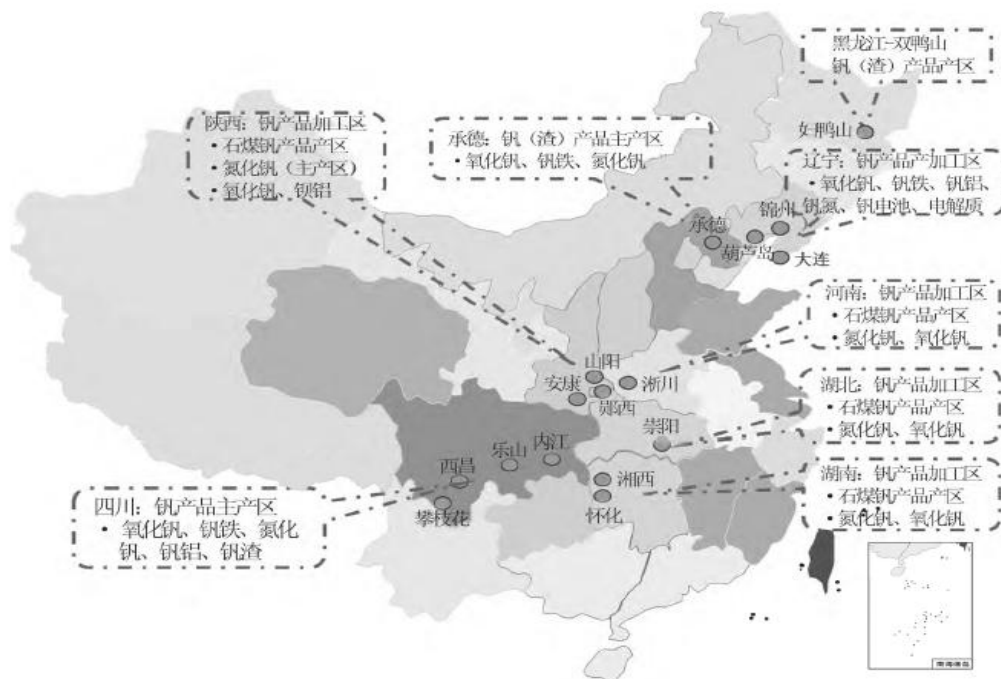 黑龙江-双鸭山
钒（渣）产品产区
陕西：钒产品加工区
• 石煤钒产品产区
• 氮化钒（主产区）
• 氧化钒、钡铝
承德：钒（渣）产品主产区
• 氧化钒、钒铁、氮化钒
鸭山
辽宁：钒产品产加工区
• 氧化钒、钒铁、钒铝、
钒氮、钒电池、电解质
锦州
承德
葫芦岛
大连
河南：钒产品加工区
• 石煤钒产品产区
• 氮化钒、氧化钒
山阳
安康
淅川
郧西
湖北：钒产品加工区
• 石煤钒产品产区
• 氮化钒、氧化钒
崇阳
内江
乐山
西昌
湘西
湖南：钒产品加工区
• 石煤钒产品产区
• 氮化钒、氧化钒
怀化
攀枝花
四川：钒产品主产区
• 氧化钒、钒铁、氮化
钒、钒铝、钒渣
南海诸岛